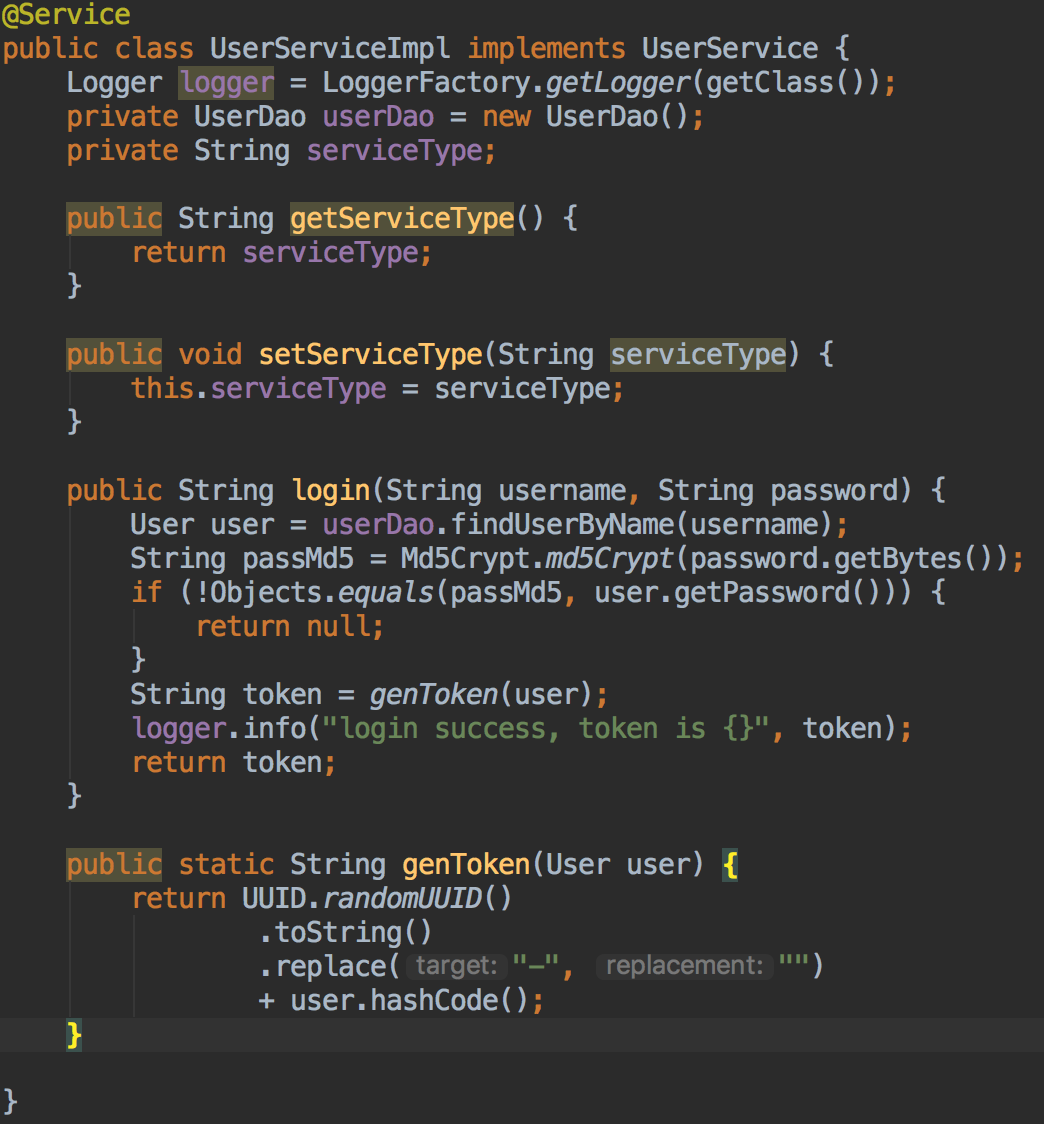 @Service
public class UserServiceImpl implements UserService {
    Logger logger = LoggerFactory.getLogger(getClass());
    private UserDao userDao = new UserDao();
    private String serviceType;

    public String getServiceType() {
        return serviceType;
    }

    public void setServiceType(String serviceType) {
        this.serviceType = serviceType;
    }

    public String login(String username, String password) {
        User user = userDao.findUserByName(username);
        String passMd5 = Md5Crypt.md5Crypt(password.getBytes());
        if (!Objects.equals(passMd5, user.getPassword())) {
            return null;
        }
        String token = genToken(user);
        logger.info("login success, token is {}", token);
        return token;
    }

    public static String genToken(User user) {
        return UUID.randomUUID()
                .toString()
                .replace( target: "-", replacement: "")
                + user.hashCode();
    }

}